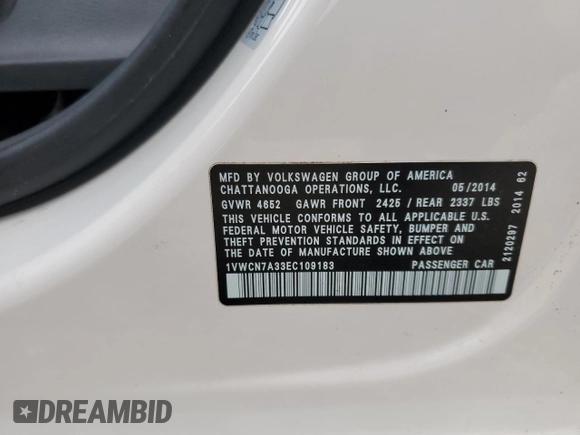 MFD BY VOLKSWAGEN GROUP OF AMERICA
CHATTANOOGA OPERATIONS, LLC. 05/2014
GVWR 4652 GAWR FRONT 2425 / REAR 2337 LBS
THIS VEHICLE CONFORMS TO ALL APPLICABLE U.S.
FEDERAL MOTOR VEHICLE SAFETY, BUMPER AND
THEFT PREVENTION STANDARDS IN EFFECT ON
THE DATE OF MANUFACTURE SHOWN ABOVE
1VWCN7A33EC109183 PASSENGER CAR
2120297 2014 62
DREAMBID